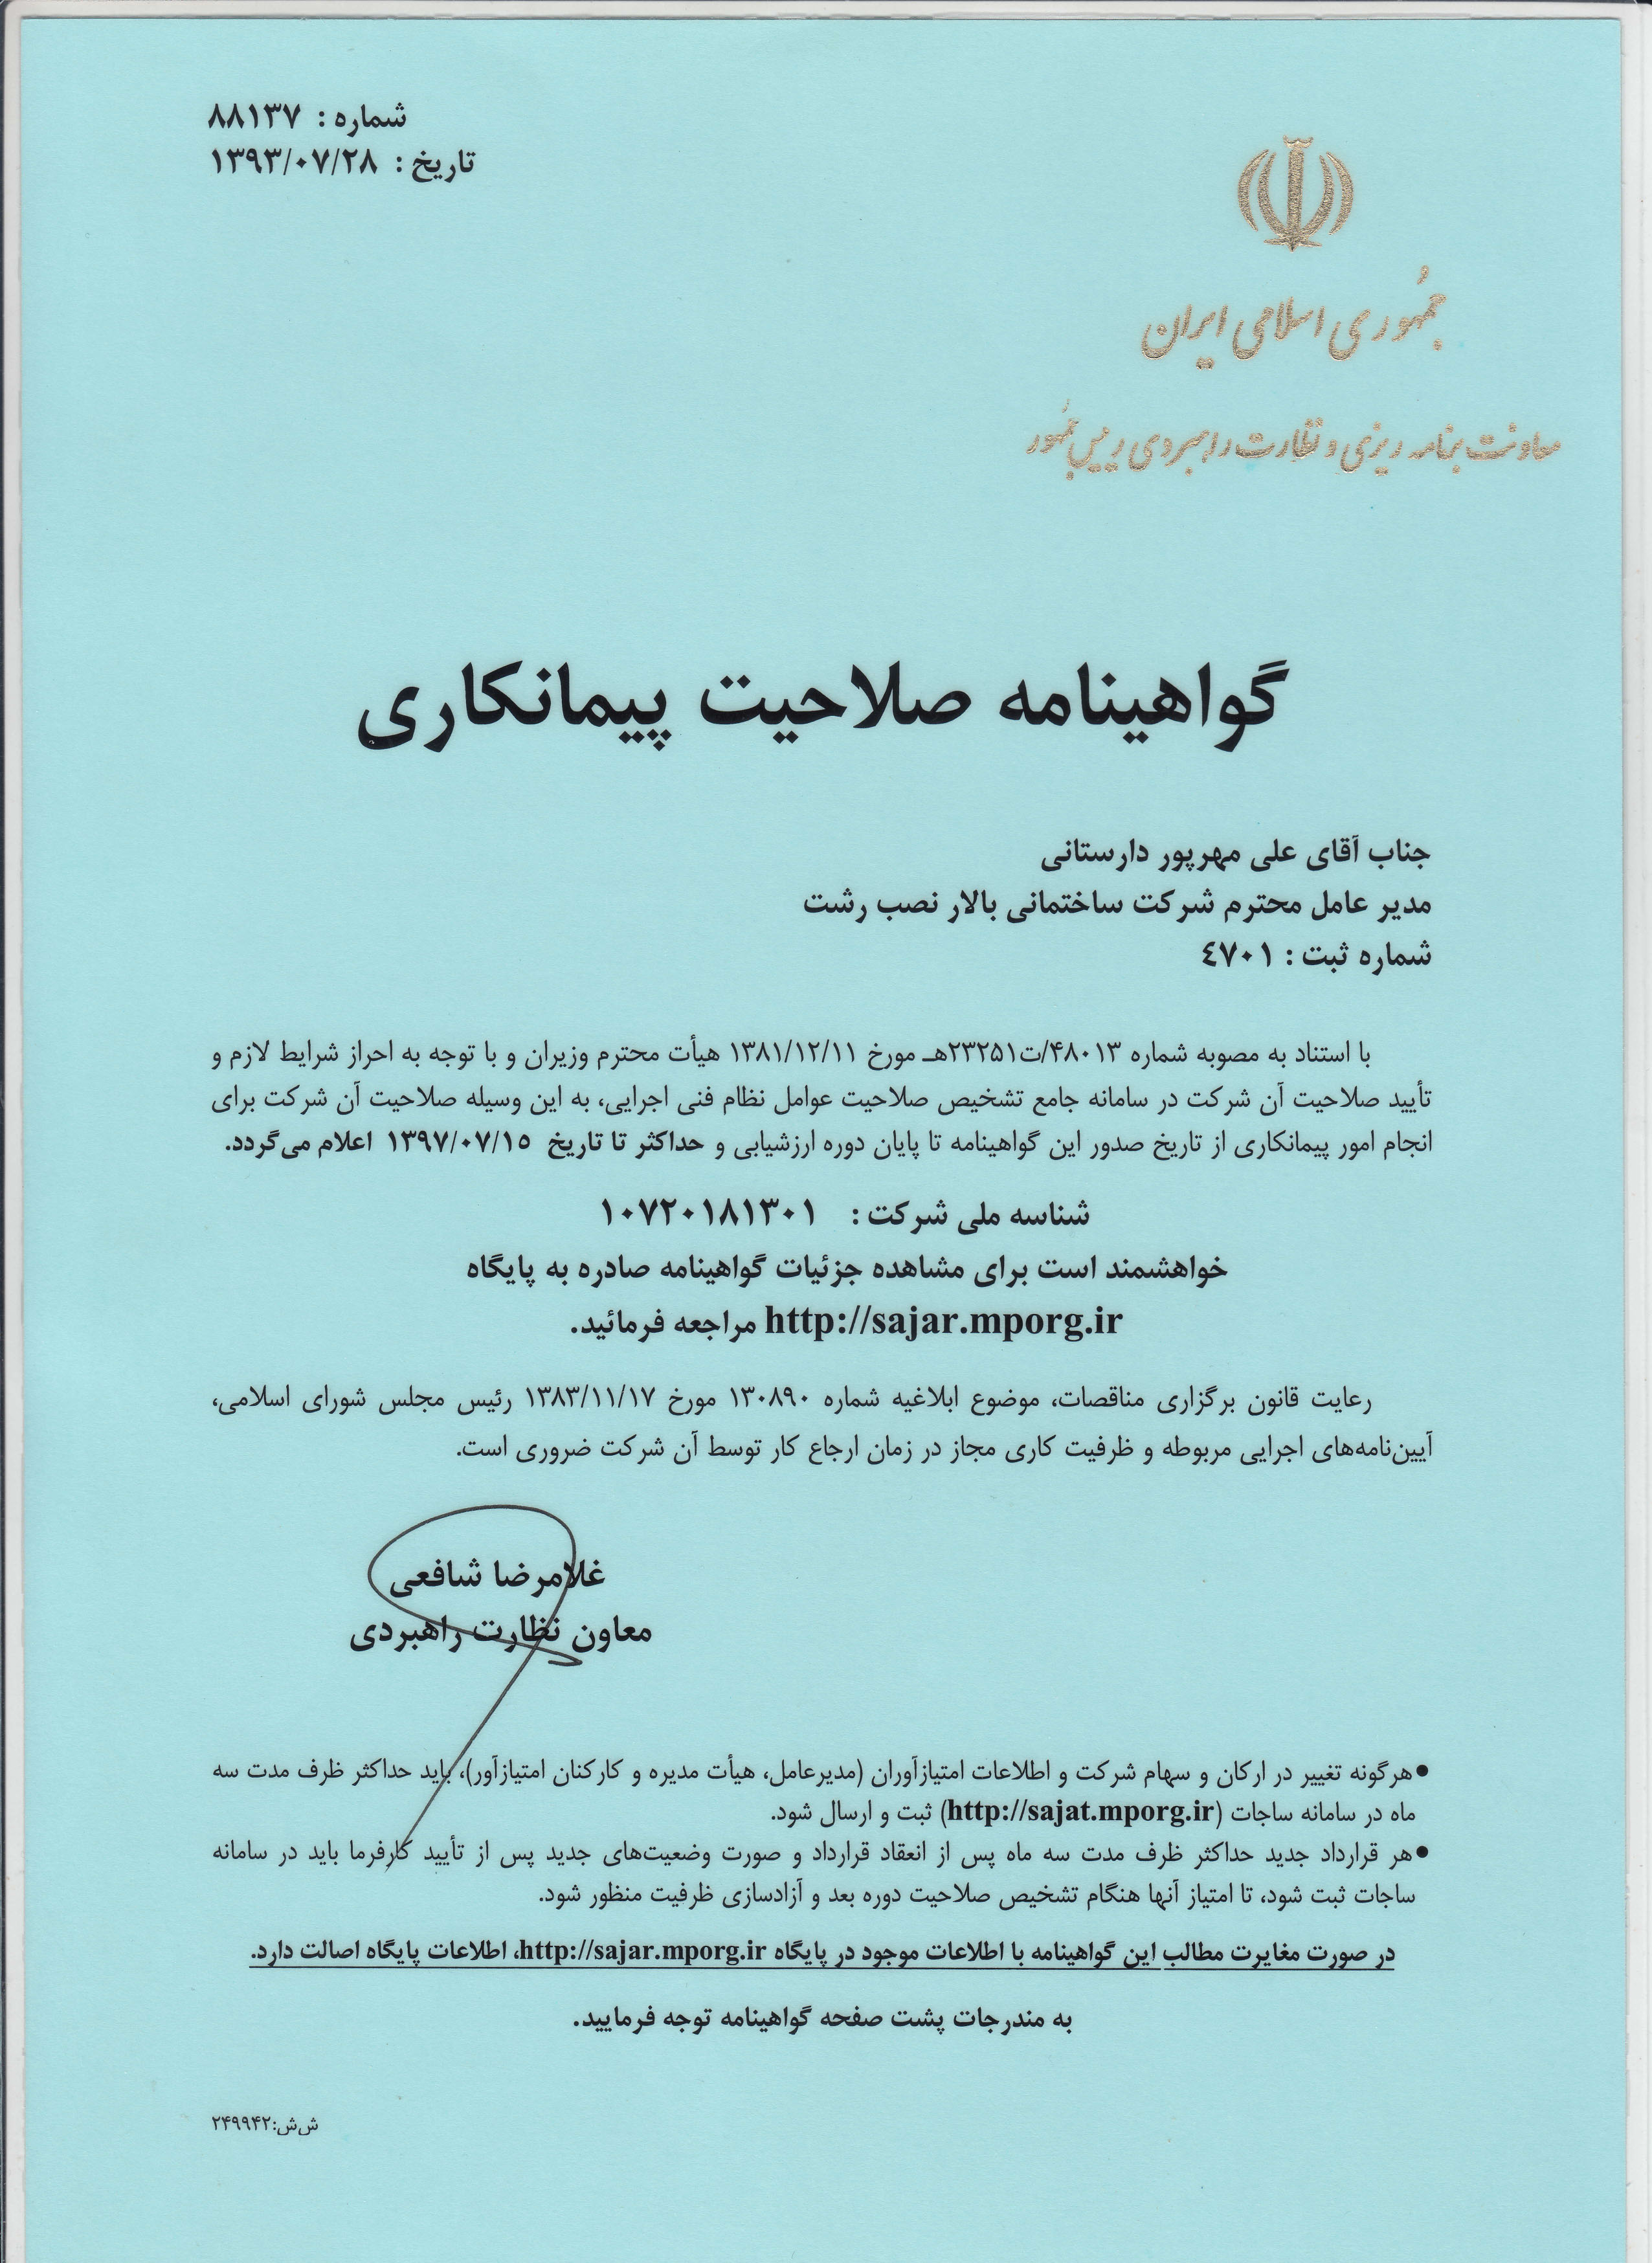 شماره : ۸۸۱۳۷
تاریخ : ۱۳۹۳/۰۷/۲۸
جمهوری اسلامی ایران
معاونت برنامه ریزی و نظارت راهبردی رییس جمهور
گواهینامه صلاحیت پیمانکاری
جناب آقای علی مهرپور دارستانی
مدیر عامل محترم شرکت ساختمانی بالار نصب رشت
شماره ثبت : ٤٧٠١
با استناد به مصوبه شماره ۴۸۰۱۳/ت۲۳۲۵۱هـ مورخ ۱۳۸۱/۱۲/۱۱ هیأت محترم وزیران و با توجه به احراز شرایط لازم و
تأیید صلاحیت آن شرکت در سامانه جامع تشخیص صلاحیت عوامل نظام فنی اجرایی، به این وسیله صلاحیت آن شرکت برای
انجام امور پیمانکاری از تاریخ صدور این گواهینامه تا پایان دوره ارزشیابی و حداکثر تا تاریخ ۱۳۹۷/۰۷/۱۵ اعلام می‌گردد.
شناسه ملی شرکت : ۱۰۷۲۰۱۸۱۳۰۱
خواهشمند است برای مشاهده جزئیات گواهینامه صادره به پایگاه
http://sajar.mporg.ir مراجعه فرمائید.
رعایت قانون برگزاری مناقصات، موضوع ابلاغیه شماره ۱۳۰۸۹۰ مورخ ۱۳۸۳/۱۱/۱۷ رئیس مجلس شورای اسلامی،
آیین‌نامه‌های اجرایی مربوطه و ظرفیت کاری مجاز در زمان ارجاع کار توسط آن شرکت ضروری است.
غلامرضا شافعی
معاون نظارت راهبردی
●هرگونه تغییر در ارکان و سهام شرکت و اطلاعات امتیازآوران (مدیرعامل، هیأت مدیره و کارکنان امتیازآور)، باید حداکثر ظرف مدت سه
ماه در سامانه ساجات (http://sajat.mporg.ir) ثبت و ارسال شود.
●هر قرارداد جدید حداکثر ظرف مدت سه ماه پس از انعقاد قرارداد و صورت وضعیت‌های جدید پس از تأیید کارفرما باید در سامانه
ساجات ثبت شود، تا امتیاز آنها هنگام تشخیص صلاحیت دوره بعد و آزادسازی ظرفیت منظور شود.
در صورت مغایرت مطالب این گواهینامه با اطلاعات موجود در پایگاه http://sajar.mporg.ir، اطلاعات پایگاه اصالت دارد.
به مندرجات پشت صفحه گواهینامه توجه فرمایید.
ش‌ش:۲۴۹۹۴۲